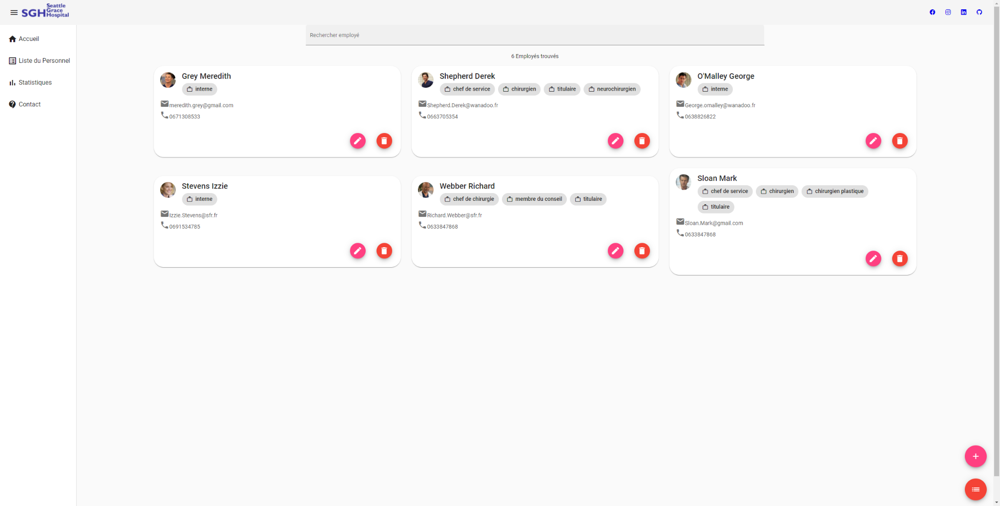 SGH Seattle
Grace
Hospital
Accueil
Liste du Personnel
Statistiques
Contact
Rechercher employé
6 Employés trouvés
Grey Meredith
interne
meredith.grey@gmail.com
0671308533
Shepherd Derek
chef de service chirurgien titulaire neurochirurgien
Shepherd.Derek@wanadoo.fr
0663705354
O'Malley George
interne
George.omalley@wanadoo.fr
0638826822
Stevens Izzie
interne
Izzie.Stevens@sfr.fr
0691534785
Webber Richard
chef de chirurgie membre du conseil titulaire
Richard.Webber@sfr.fr
0633847868
Sloan Mark
chef de service chirurgien chirurgien plastique
titulaire
Sloan.Mark@gmail.com
0633847868